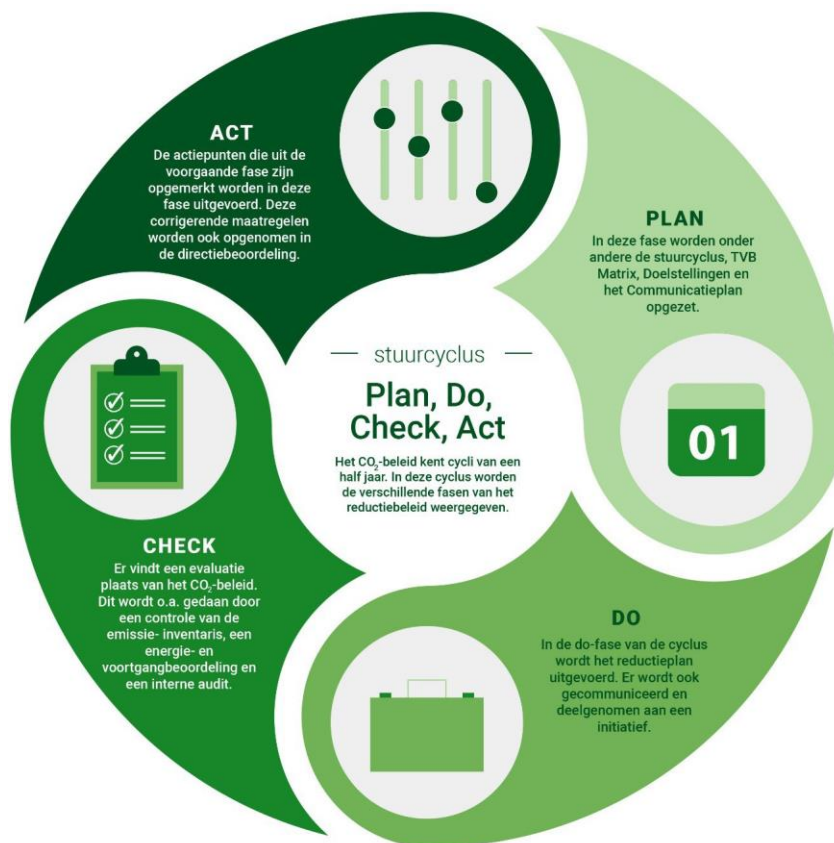 ACT
De actiepunten die uit de
voorgaande fase zijn
opgemerkt worden in deze
fase uitgevoerd. Deze
corrigerende maatregelen
worden ook opgenomen in
de directiebeoordeling.
PLAN
In deze fase worden onder
andere de stuurcyclus, TVB
Matrix, Doelstellingen en
het Communicatieplan
opgezet.
01
stuurcyclus
Plan, Do,
Check, Act
Het CO₂-beleid kent cycli van een
half jaar. In deze cyclus worden
de verschillende fasen van het
reductiebeleid weergegeven.
CHECK
Er vindt een evaluatie
plaats van het CO₂-beleid.
Dit wordt o.a. gedaan door
een controle van de
emissie- inventaris, een
energie- en
voortgangbeoordeling en
een interne audit.
DO
In de do-fase van de cyclus
wordt het reductieplan
uitgevoerd. Er wordt ook
gecommuniceerd en
deelgenomen aan een
initiatief.